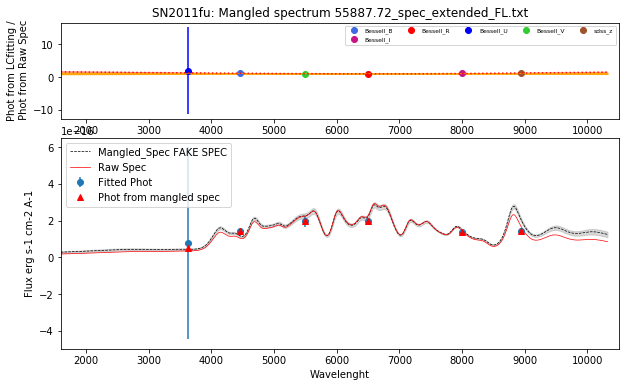 SN2011fu: Mangled spectrum 55887.72_spec_extended_FL.txt
Phot from LCfitting /
Phot from Raw Spec
10
0
−10
Bessell_B
Bessell_I
Bessell_R
Bessell_U
Bessell_V
sdss_z
2000 3000 4000 5000 6000 7000 8000 9000 10000
1e−16
Flux erg s-1 cm-2 A-1
6
4
2
0
−2
−4
Mangled_Spec FAKE SPEC
Raw Spec
Fitted Phot
Phot from mangled spec
2000 3000 4000 5000 6000 7000 8000 9000 10000
Wavelenght